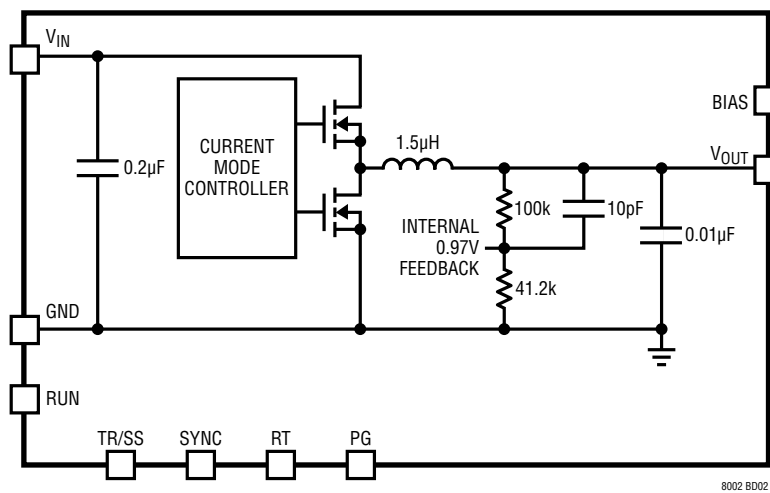 VIN
BIAS
1.5µH
CURRENT
MODE
CONTROLLER
0.2µF
VOUT
100k
10pF
INTERNAL
0.97V
FEEDBACK
0.01µF
41.2k
GND
RUN
TR/SS
SYNC
RT
PG
8002 BD02